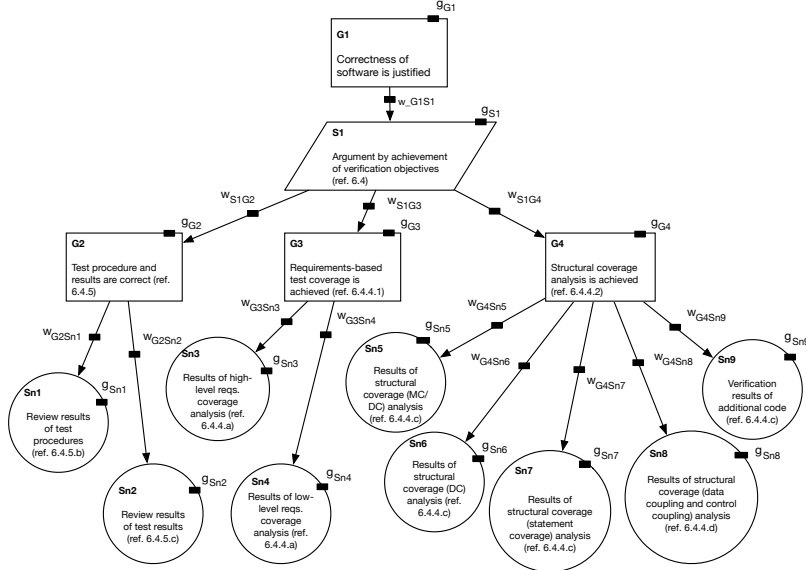 gG1
G1
Correctness of
software is justified
w_G1S1
gS1
S1
Argument by achievement
of verification objectives
(ref. 6.4)
wS1G2
wS1G3
wS1G4
gG2
G2
Test procedure and
results are correct (ref.
6.4.5)
gG3
G3
Requirements-based
test coverage is
achieved (ref. 6.4.4.1)
gG4
G4
Structural coverage
analysis is achieved
(ref. 6.4.4.2)
wG2Sn1
wG2Sn2
wG3Sn3
wG3Sn4
wG4Sn5
wG4Sn6
wG4Sn7
wG4Sn8
wG4Sn9
gSn1
Sn1
Review results
of test
procedures
(ref. 6.4.5.b)
gSn2
Sn2
Review results
of test results
(ref. 6.4.5.c)
gSn3
Sn3
Results of high-
level reqs.
coverage
analysis (ref.
6.4.4.a)
gSn4
Sn4
Results of low-
level reqs.
coverage
analysis (ref.
6.4.4.a)
gSn5
Sn5
Results of
structural
coverage (MC/
DC) analysis
(ref. 6.4.4.c)
gSn6
Sn6
Results of
structural
coverage (DC)
analysis (ref.
6.4.4.c)
gSn7
Sn7
Results of
structural coverage
(statement
coverage) analysis
(ref. 6.4.4.c)
gSn8
Sn8
Results of structural
coverage (data
coupling and control
coupling) analysis
(ref. 6.4.4.d)
gSn9
Sn9
Verification
results of
additional code
(ref. 6.4.4.c)